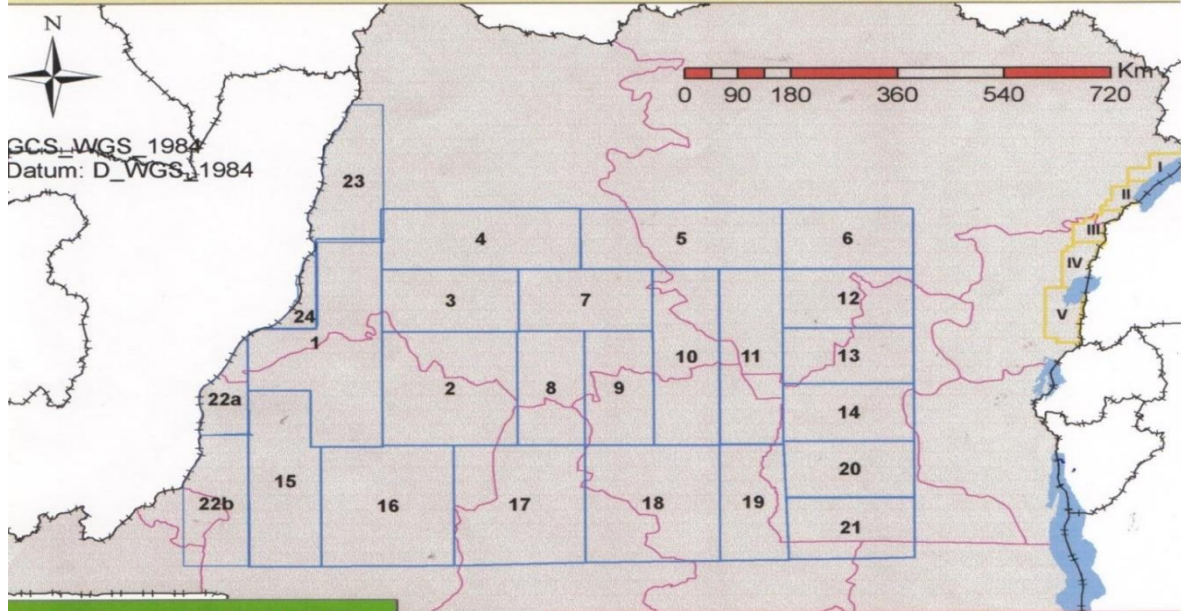 N
Km
0 90 180 360 540 720
GCS_WGS_1984
Datum: D_WGS_1984
I
23
II
4 5 6
III
IV
3 7 12
24
V
1
13
2 8 9 10 11
22a
14
20
15
16 17 18 19
22b
21